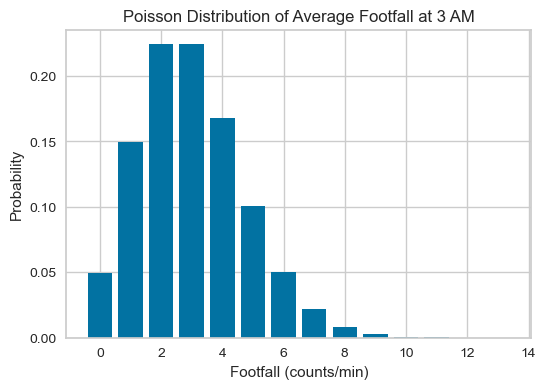 Poisson Distribution of Average Footfall at 3 AM
Probability
0.20
0.15
0.10
0.05
0.00
0 2 4 6 8 10 12 14
Footfall (counts/min)